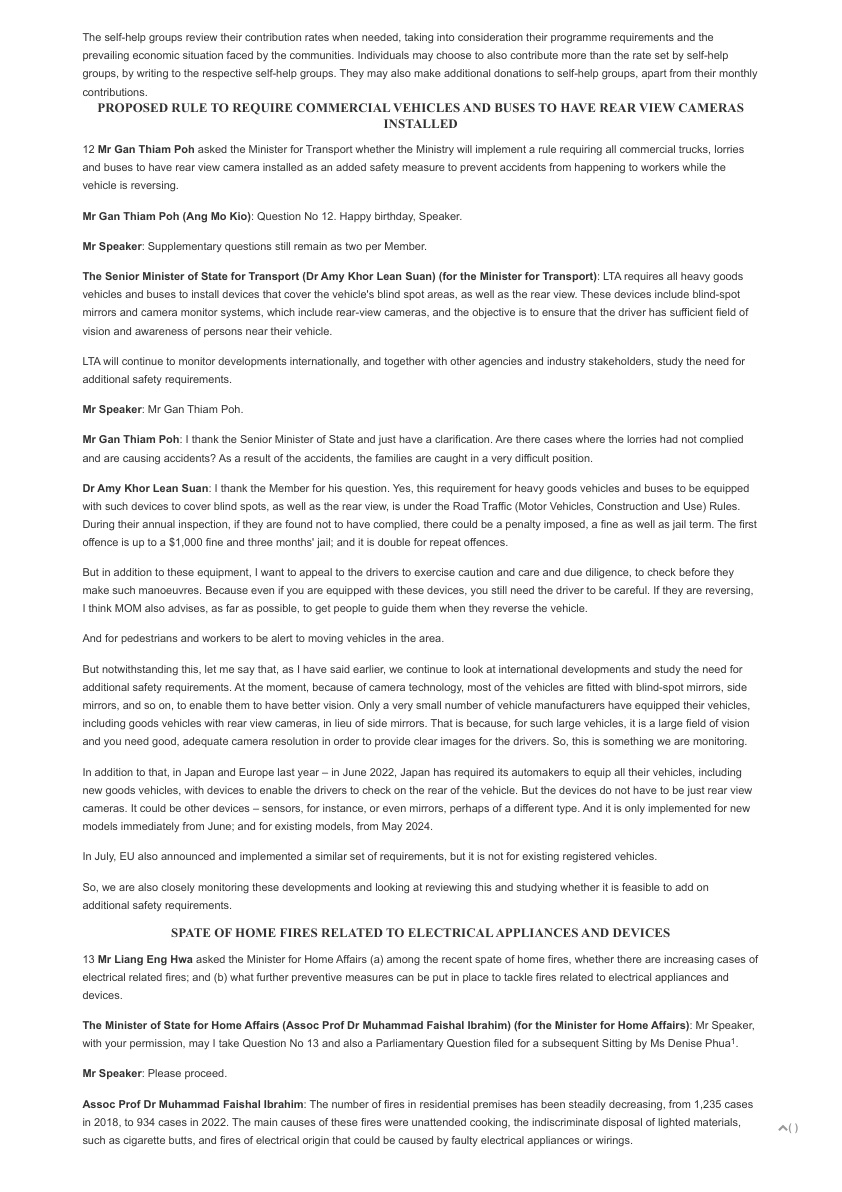 The self-help groups review their contribution rates when needed, taking into consideration their programme requirements and the
prevailing economic situation faced by the communities. Individuals may choose to also contribute more than the rate set by self-help
groups, by writing to the respective self-help groups. They may also make additional donations to self-help groups, apart from their monthly
contributions.
PROPOSED RULE TO REQUIRE COMMERCIAL VEHICLES AND BUSES TO HAVE REAR VIEW CAMERAS
INSTALLED
12 Mr Gan Thiam Poh asked the Minister for Transport whether the Ministry will implement a rule requiring all commercial trucks, lorries
and buses to have rear view camera installed as an added safety measure to prevent accidents from happening to workers while the
vehicle is reversing.
Mr Gan Thiam Poh (Ang Mo Kio): Question No 12. Happy birthday, Speaker.
Mr Speaker: Supplementary questions still remain as two per Member.
The Senior Minister of State for Transport (Dr Amy Khor Lean Suan) (for the Minister for Transport): LTA requires all heavy goods
vehicles and buses to install devices that cover the vehicle's blind spot areas, as well as the rear view. These devices include blind-spot
mirrors and camera monitor systems, which include rear-view cameras, and the objective is to ensure that the driver has sufficient field of
vision and awareness of persons near their vehicle.
LTA will continue to monitor developments internationally, and together with other agencies and industry stakeholders, study the need for
additional safety requirements.
Mr Speaker: Mr Gan Thiam Poh.
Mr Gan Thiam Poh: I thank the Senior Minister of State and just have a clarification. Are there cases where the lorries had not complied
and are causing accidents? As a result of the accidents, the families are caught in a very difficult position.
Dr Amy Khor Lean Suan: I thank the Member for his question. Yes, this requirement for heavy goods vehicles and buses to be equipped
with such devices to cover blind spots, as well as the rear view, is under the Road Traffic (Motor Vehicles, Construction and Use) Rules.
During their annual inspection, if they are found not to have complied, there could be a penalty imposed, a fine as well as jail term. The first
offence is up to a $1,000 fine and three months' jail; and it is double for repeat offences.
But in addition to these equipment, I want to appeal to the drivers to exercise caution and care and due diligence, to check before they
make such manoeuvres. Because even if you are equipped with these devices, you still need the driver to be careful. If they are reversing,
I think MOM also advises, as far as possible, to get people to guide them when they reverse the vehicle.
And for pedestrians and workers to be alert to moving vehicles in the area.
But notwithstanding this, let me say that, as I have said earlier, we continue to look at international developments and study the need for
additional safety requirements. At the moment, because of camera technology, most of the vehicles are fitted with blind-spot mirrors, side
mirrors, and so on, to enable them to have better vision. Only a very small number of vehicle manufacturers have equipped their vehicles,
including goods vehicles with rear view cameras, in lieu of side mirrors. That is because, for such large vehicles, it is a large field of vision
and you need good, adequate camera resolution in order to provide clear images for the drivers. So, this is something we are monitoring.
In addition to that, in Japan and Europe last year – in June 2022, Japan has required its automakers to equip all their vehicles, including
new goods vehicles, with devices to enable the drivers to check on the rear of the vehicle. But the devices do not have to be just rear view
cameras. It could be other devices – sensors, for instance, or even mirrors, perhaps of a different type. And it is only implemented for new
models immediately from June; and for existing models, from May 2024.
In July, EU also announced and implemented a similar set of requirements, but it is not for existing registered vehicles.
So, we are also closely monitoring these developments and looking at reviewing this and studying whether it is feasible to add on
additional safety requirements.
SPATE OF HOME FIRES RELATED TO ELECTRICAL APPLIANCES AND DEVICES
13 Mr Liang Eng Hwa asked the Minister for Home Affairs (a) among the recent spate of home fires, whether there are increasing cases of
electrical related fires; and (b) what further preventive measures can be put in place to tackle fires related to electrical appliances and
devices.
The Minister of State for Home Affairs (Assoc Prof Dr Muhammad Faishal Ibrahim) (for the Minister for Home Affairs): Mr Speaker,
with your permission, may I take Question No 13 and also a Parliamentary Question filed for a subsequent Sitting by Ms Denise Phua¹.
Mr Speaker: Please proceed.
Assoc Prof Dr Muhammad Faishal Ibrahim: The number of fires in residential premises has been steadily decreasing, from 1,235 cases
in 2018, to 934 cases in 2022. The main causes of these fires were unattended cooking, the indiscriminate disposal of lighted materials,
such as cigarette butts, and fires of electrical origin that could be caused by faulty electrical appliances or wirings.
( )